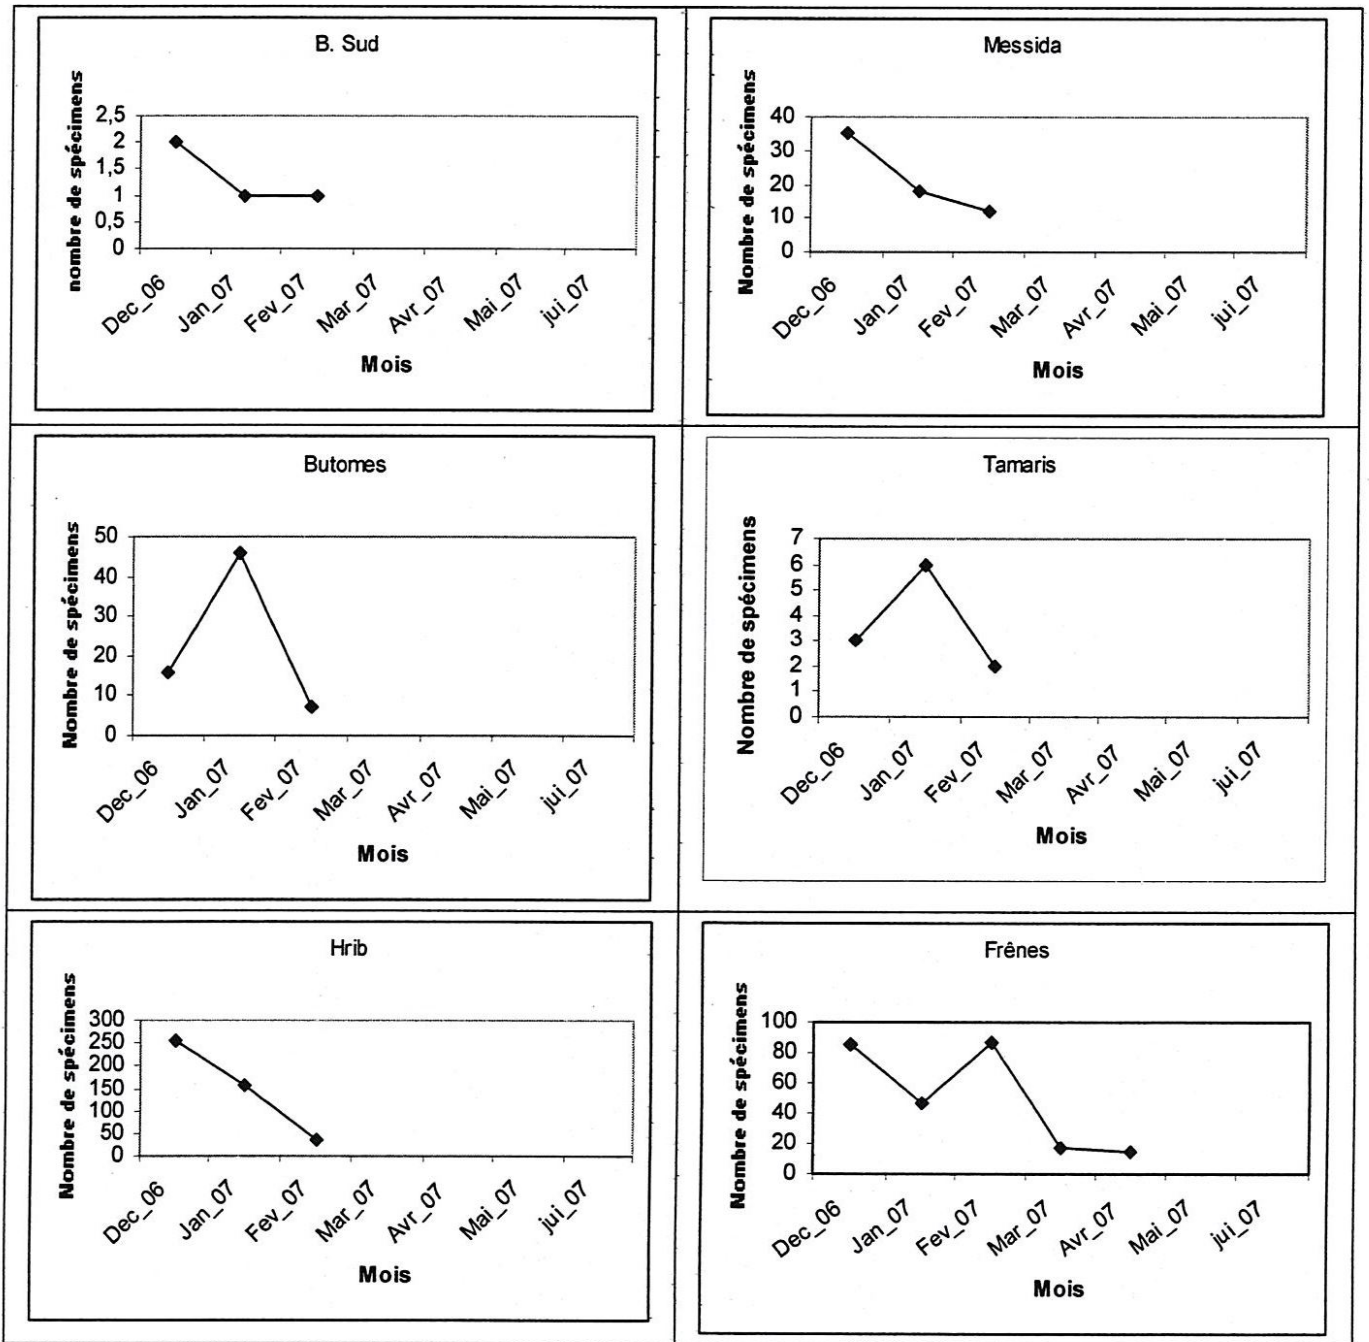 B. Sud
nombre de spécimens
2,5
2
1,5
1
0,5
0
Dec_06
Jan_07
Fev_07
Mar_07
Avr_07
Mai_07
jui_07
Mois
Messida
Nombre de spécimens
40
30
20
10
0
Dec_06
Jan_07
Fev_07
Mar_07
Avr_07
Mai_07
jui_07
Mois
Butomes
Nombre de spécimens
50
40
30
20
10
0
Dec_06
Jan_07
Fev_07
Mar_07
Avr_07
Mai_07
jui_07
Mois
Tamaris
Nombre de spécimens
7
6
5
4
3
2
1
0
Dec_06
Jan_07
Fev_07
Mar_07
Avr_07
Mai_07
jui_07
Mois
Hrib
Nombre de spécimens
300
250
200
150
100
50
0
Dec_06
Jan_07
Fev_07
Mar_07
Avr_07
Mai_07
jui_07
Mois
Frênes
Nombre de spécimens
100
80
60
40
20
0
Dec_06
Jan_07
Fev_07
Mar_07
Avr_07
Mai_07
jui_07
Mois